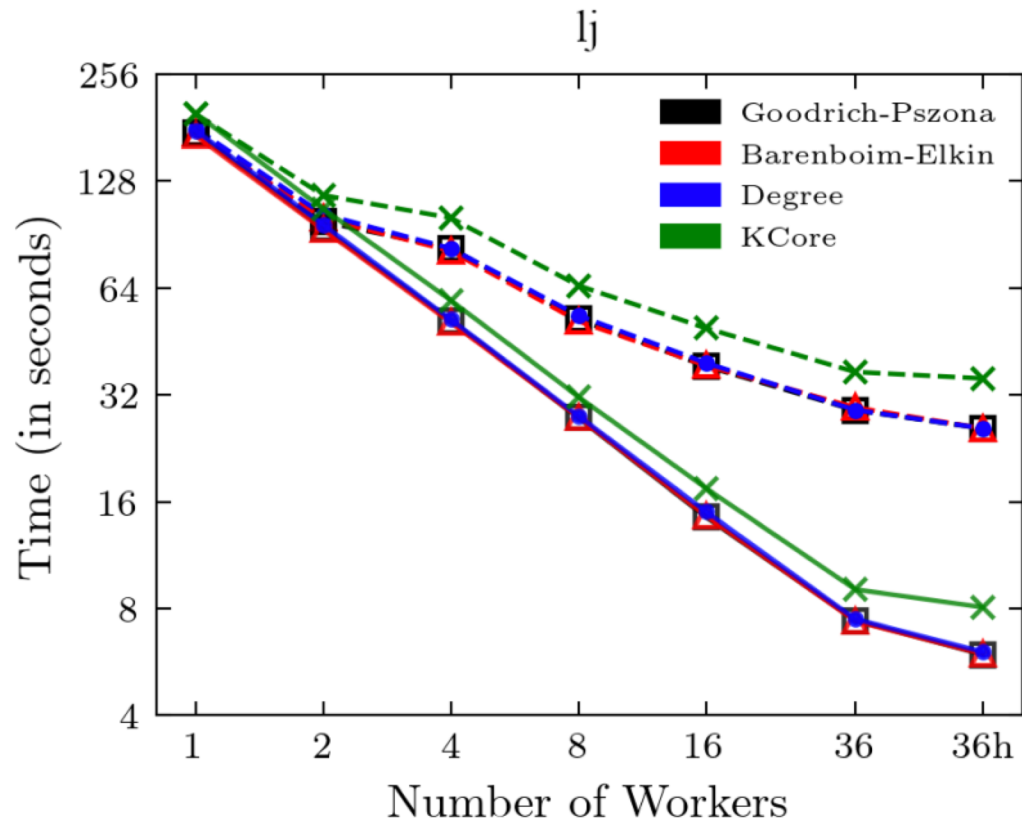 lj
256
128
64
32
16
8
4
Time (in seconds)
Goodrich-Pszona
Barenboim-Elkin
Degree
KCore
1 2 4 8 16 36 36h
Number of Workers